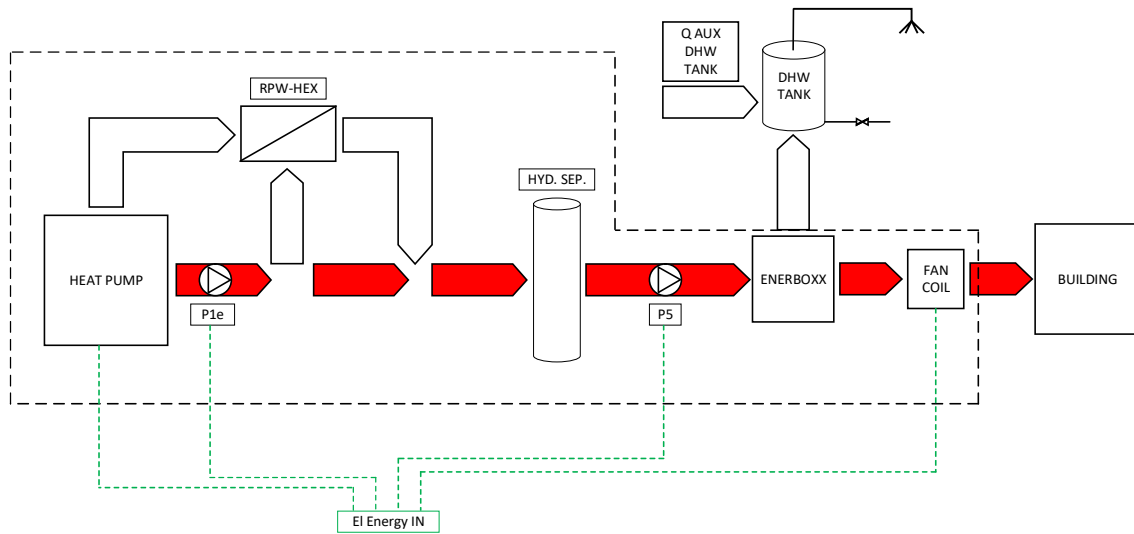 Q AUX
DHW
TANK
DHW
TANK
RPW-HEX
HYD. SEP.
HEAT PUMP
ENERBOXX
FAN
COIL
BUILDING
P1e
P5
El Energy IN